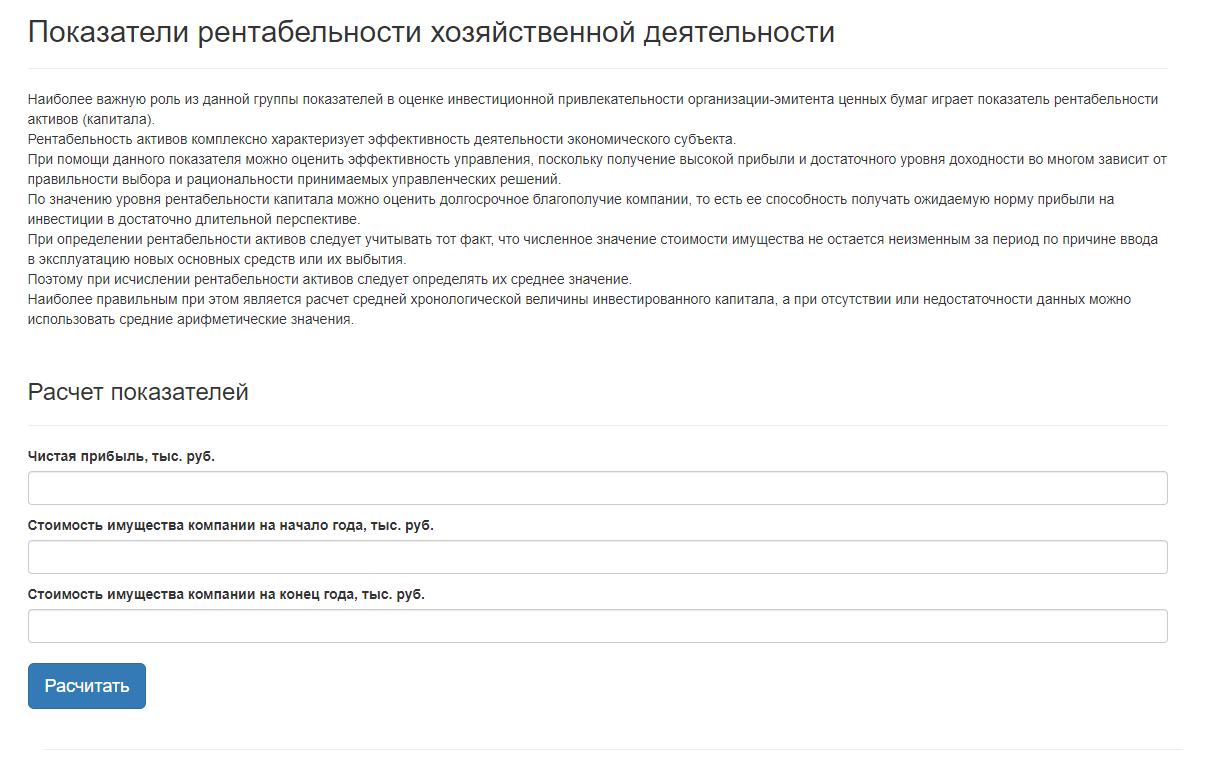 Показатели рентабельности хозяйственной деятельности
Наиболее важную роль из данной группы показателей в оценке инвестиционной привлекательности организации-эмитента ценных бумаг играет показатель рентабельности
активов (капитала).
Рентабельность активов комплексно характеризует эффективность деятельности экономического субъекта.
При помощи данного показателя можно оценить эффективность управления, поскольку получение высокой прибыли и достаточного уровня доходности во многом зависит от
правильности выбора и рациональности принимаемых управленческих решений.
По значению уровня рентабельности капитала можно оценить долгосрочное благополучие компании, то есть ее способность получать ожидаемую норму прибыли на
инвестиции в достаточно длительной перспективе.
При определении рентабельности активов следует учитывать тот факт, что численное значение стоимости имущества не остается неизменным за период по причине ввода
в эксплуатацию новых основных средств или их выбытия.
Поэтому при исчислении рентабельности активов следует определять их среднее значение.
Наиболее правильным при этом является расчет средней хронологической величины инвестированного капитала, а при отсутствии или недостаточности данных можно
использовать средние арифметические значения.
Расчет показателей
Чистая прибыль, тыс. руб.
Стоимость имущества компании на начало года, тыс. руб.
Стоимость имущества компании на конец года, тыс. руб.
Расчитать